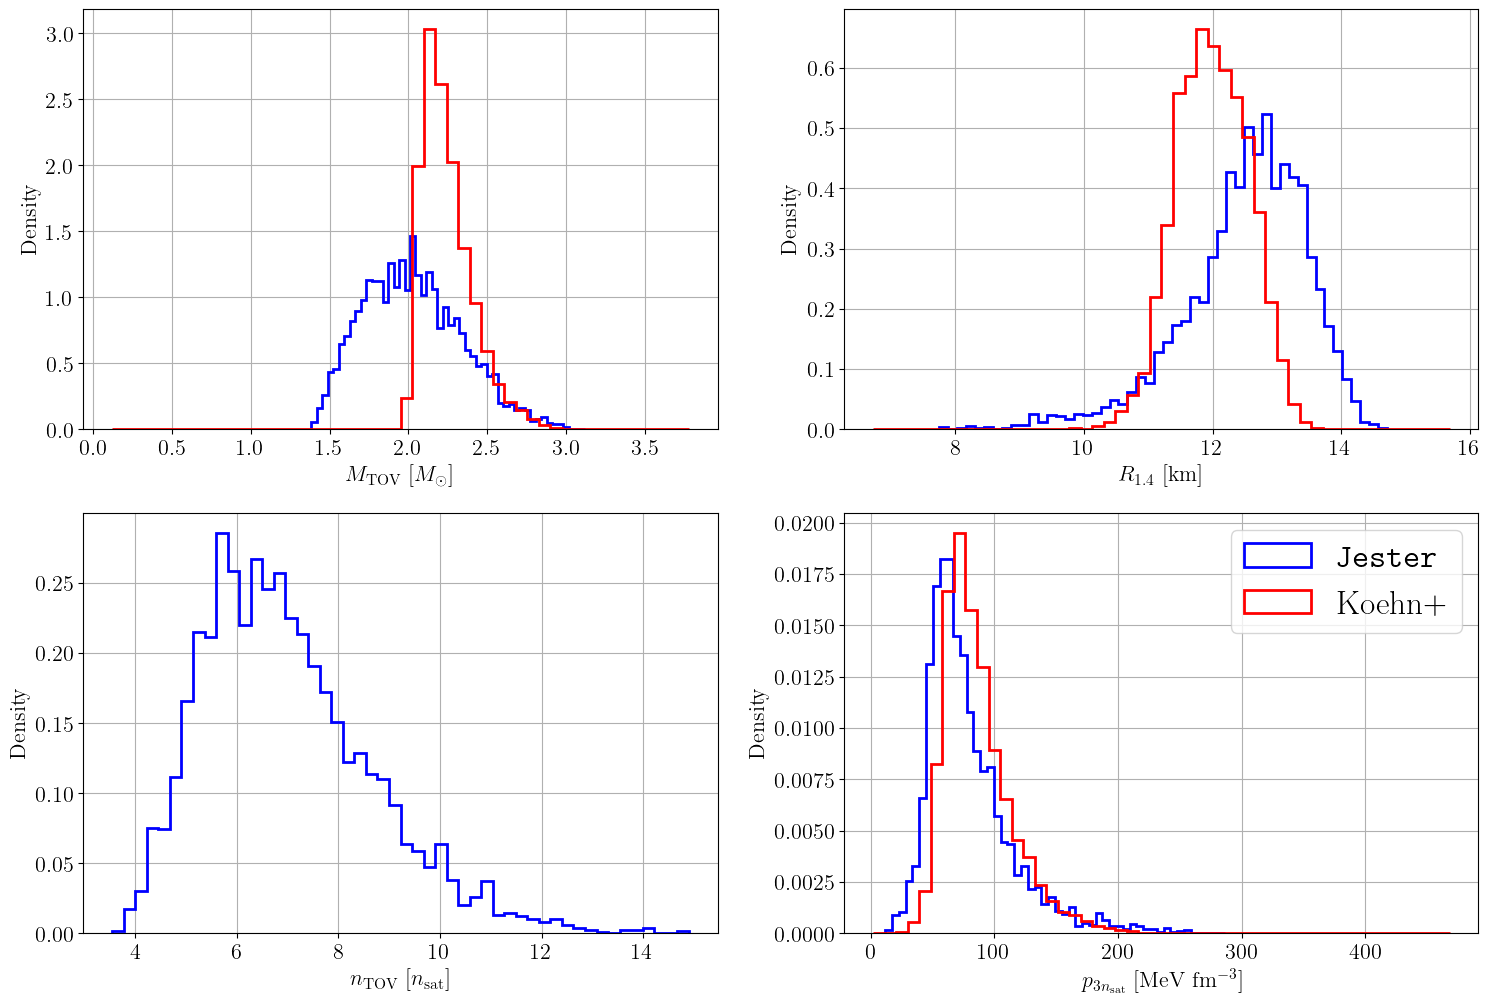 Density
3.0
2.5
2.0
1.5
1.0
0.5
0.0
0.0 0.5 1.0 1.5 2.0 2.5 3.0 3.5
M_TOV [M_⊙]
Density
0.6
0.5
0.4
0.3
0.2
0.1
0.0
8 10 12 14 16
R_1.4 [km]
Density
0.25
0.20
0.15
0.10
0.05
0.00
4 6 8 10 12 14
n_TOV [n_sat]
Density
0.0200
0.0175
0.0150
0.0125
0.0100
0.0075
0.0050
0.0025
0.0000
0 100 200 300 400
p_3n_sat [MeV fm⁻³]
Jester
Koehn+